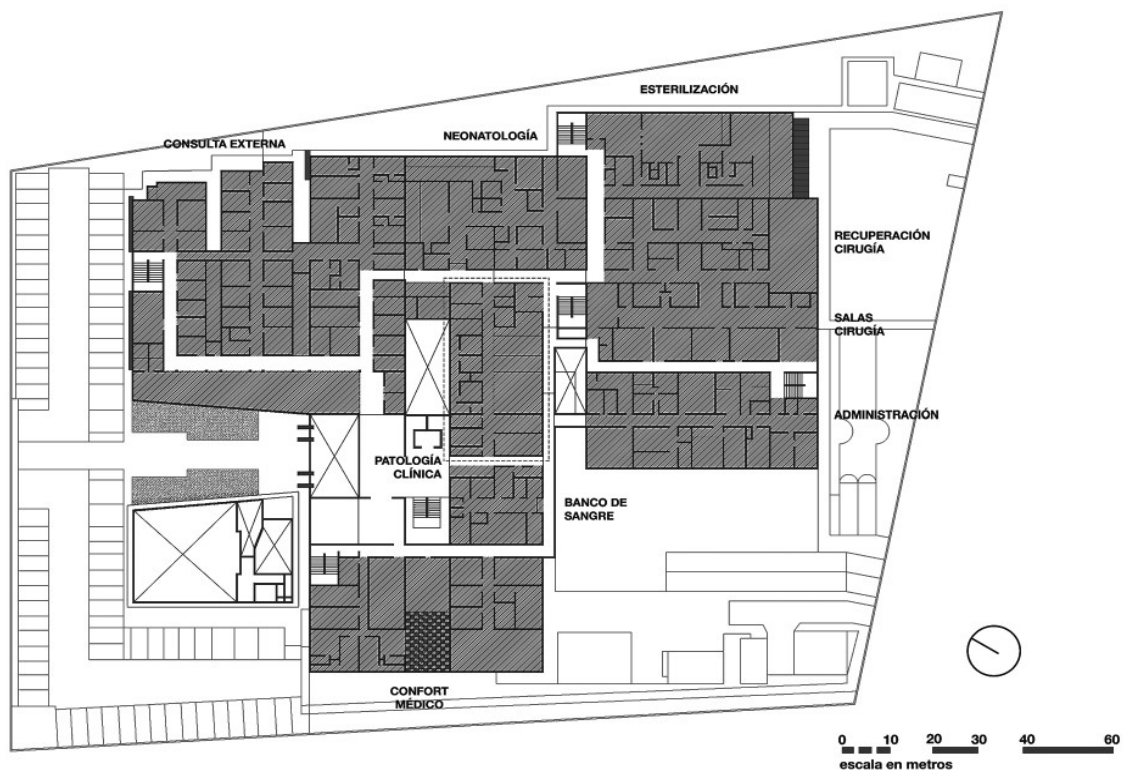 ESTERILIZACIÓN
NEONATOLOGÍA
CONSULTA EXTERNA
RECUPERACIÓN
CIRUGÍA
SALAS
CIRUGÍA
ADMINISTRACIÓN
PATOLOGÍA
CLÍNICA
BANCO DE
SANGRE
CONFORT
MÉDICO
0 10 20 30 40 60
escala en metros